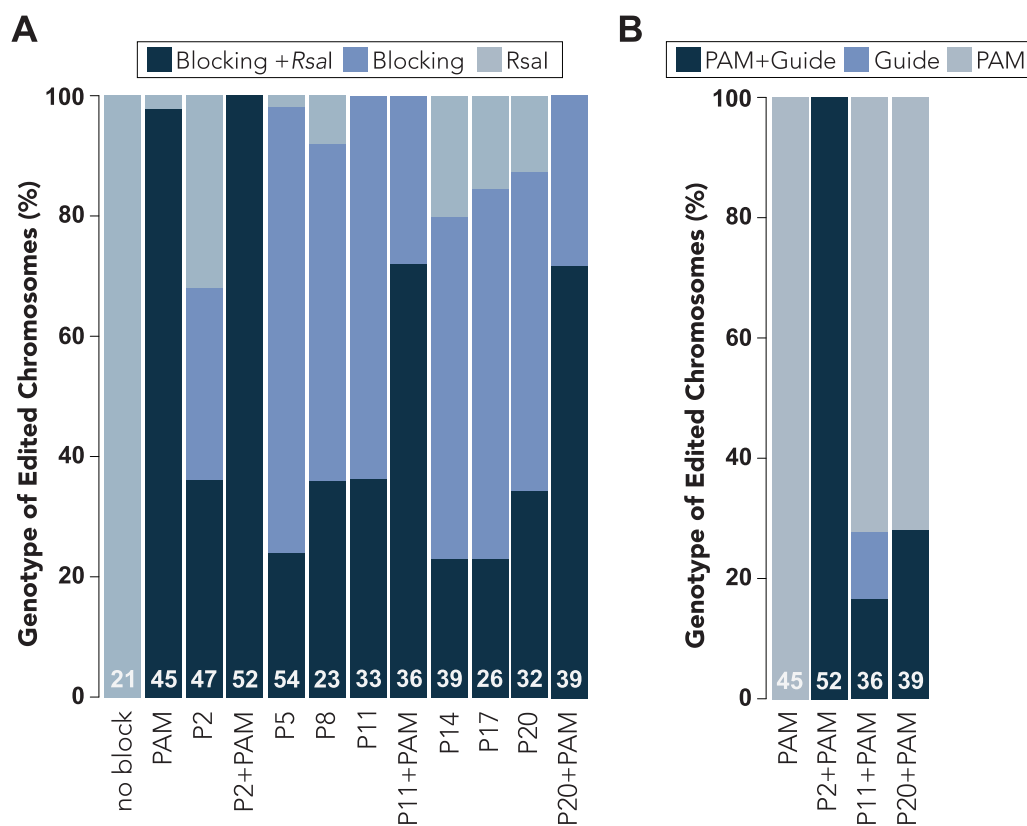 A
Blocking +RsaI Blocking RsaI
Genotype of Edited Chromosomes (%)
100
80
60
40
20
0
21 45 47 52 54 23 33 36 39 26 32 39
no block PAM P2 P2+PAM P5 P8 P11 P11+PAM P14 P17 P20 P20+PAM
B
PAM+Guide Guide PAM
Genotype of Edited Chromosomes (%)
100
80
60
40
20
0
45 52 36 39
PAM P2+PAM P11+PAM P20+PAM